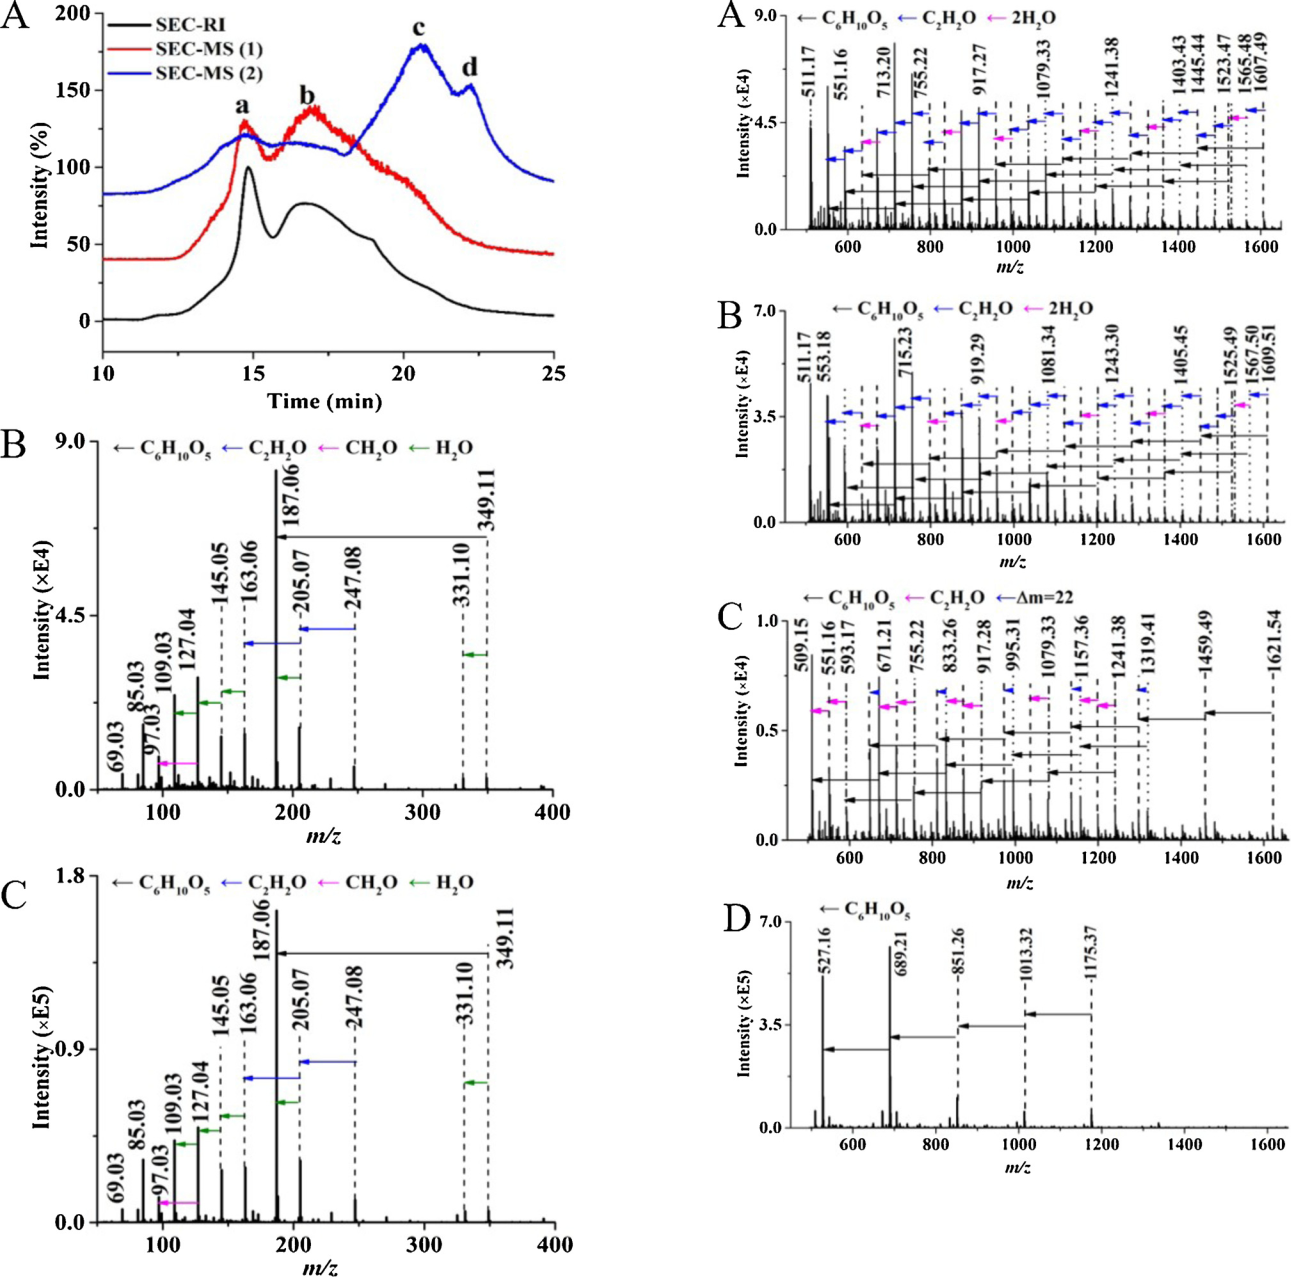 A
200
150
100
50
0
Intensity (%)
SEC-RI
SEC-MS (1)
SEC-MS (2)
a
b
c
d
10 15 20 25
Time (min)
B
9.0
4.5
0.0
Intensity (×E4)
← C₆H₁₀O₅ ← C₂H₂O ← CH₂O ← H₂O
69.03
85.03
97.03
109.03
127.04
145.05
163.06
187.06
205.07
247.08
331.10
349.11
100 200 300 400
m/z
C
1.8
0.9
0.0
Intensity (×E5)
← C₆H₁₀O₅ ← C₂H₂O ← CH₂O ← H₂O
69.03
85.03
97.03
109.03
127.04
145.05
163.06
187.06
205.07
247.08
331.10
349.11
100 200 300 400
m/z
A
9.0
4.5
0.0
Intensity (×E4)
← C₆H₁₀O₅ ← C₂H₂O ← 2H₂O
511.17
551.16
713.20
755.22
917.27
1079.33
1241.38
1403.43
1445.44
1523.47
1565.48
1607.49
600 800 1000 1200 1400 1600
m/z
B
7.0
3.5
0.0
Intensity (×E4)
← C₆H₁₀O₅ ← C₂H₂O ← 2H₂O
511.17
553.18
715.23
919.29
1081.34
1243.30
1405.45
1525.49
1567.50
1609.51
600 800 1000 1200 1400 1600
m/z
C
1.0
0.5
0.0
Intensity (×E4)
← C₆H₁₀O₅ ← C₂H₂O ← Δm=22
509.15
551.16
593.17
671.21
755.22
833.26
917.28
995.31
1079.33
1157.36
1241.38
1319.41
1459.49
1621.54
600 800 1000 1200 1400 1600
m/z
D
7.0
3.5
0.0
Intensity (×E5)
← C₆H₁₀O₅
527.16
689.21
851.26
1013.32
1175.37
600 800 1000 1200 1400 1600
m/z